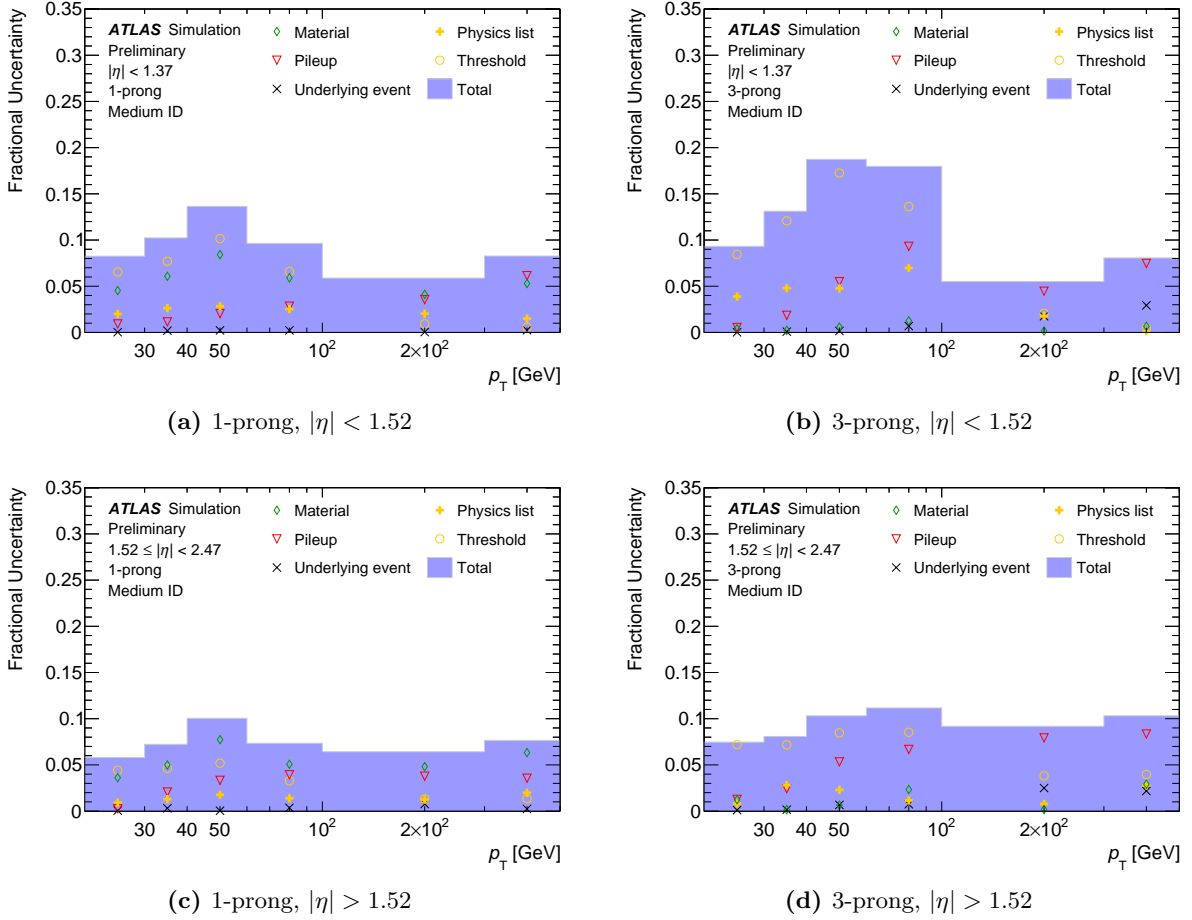 Fractional Uncertainty
0.35
0.3
0.25
0.2
0.15
0.1
0.05
0
ATLAS Simulation
Preliminary
|η| < 1.37
1-prong
Medium ID
Material
Pileup
Underlying event
Physics list
Threshold
Total
30 40 50 10² 2×10²
p_T [GeV]
(a) 1-prong, |η| < 1.52
Fractional Uncertainty
0.35
0.3
0.25
0.2
0.15
0.1
0.05
0
ATLAS Simulation
Preliminary
|η| < 1.37
3-prong
Medium ID
Material
Pileup
Underlying event
Physics list
Threshold
Total
30 40 50 10² 2×10²
p_T [GeV]
(b) 3-prong, |η| < 1.52
Fractional Uncertainty
0.35
0.3
0.25
0.2
0.15
0.1
0.05
0
ATLAS Simulation
Preliminary
1.52 ≤ |η| < 2.47
1-prong
Medium ID
Material
Pileup
Underlying event
Physics list
Threshold
Total
30 40 50 10² 2×10²
p_T [GeV]
(c) 1-prong, |η| > 1.52
Fractional Uncertainty
0.35
0.3
0.25
0.2
0.15
0.1
0.05
0
ATLAS Simulation
Preliminary
1.52 ≤ |η| < 2.47
3-prong
Medium ID
Material
Pileup
Underlying event
Physics list
Threshold
Total
30 40 50 10² 2×10²
p_T [GeV]
(d) 3-prong, |η| > 1.52